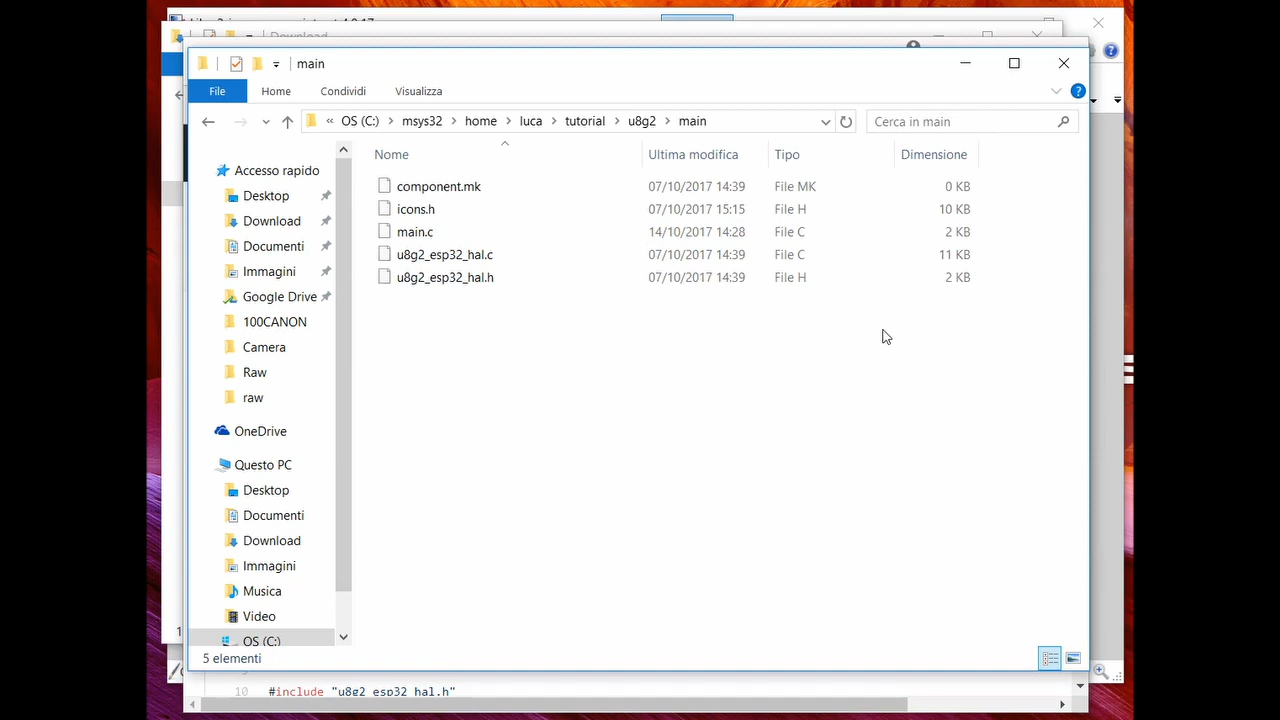 Download
main
File Home Condividi Visualizza
« OS (C:) msys32 home luca tutorial u8g2 main Cerca in main
Nome Ultima modifica Tipo Dimensione
Accesso rapido
Desktop
Download
Documenti
Immagini
Google Drive
100CANON
Camera
Raw
raw
OneDrive
Questo PC
Desktop
Documenti
Download
Immagini
Musica
Video
OS (C:)
component.mk 07/10/2017 14:39 File MK 0 KB
icons.h 07/10/2017 15:15 File H 10 KB
main.c 14/10/2017 14:28 File C 2 KB
u8g2_esp32_hal.c 07/10/2017 14:39 File C 11 KB
u8g2_esp32_hal.h 07/10/2017 14:39 File H 2 KB
5 elementi
10 #include "u8g2_esp32_hal.h"